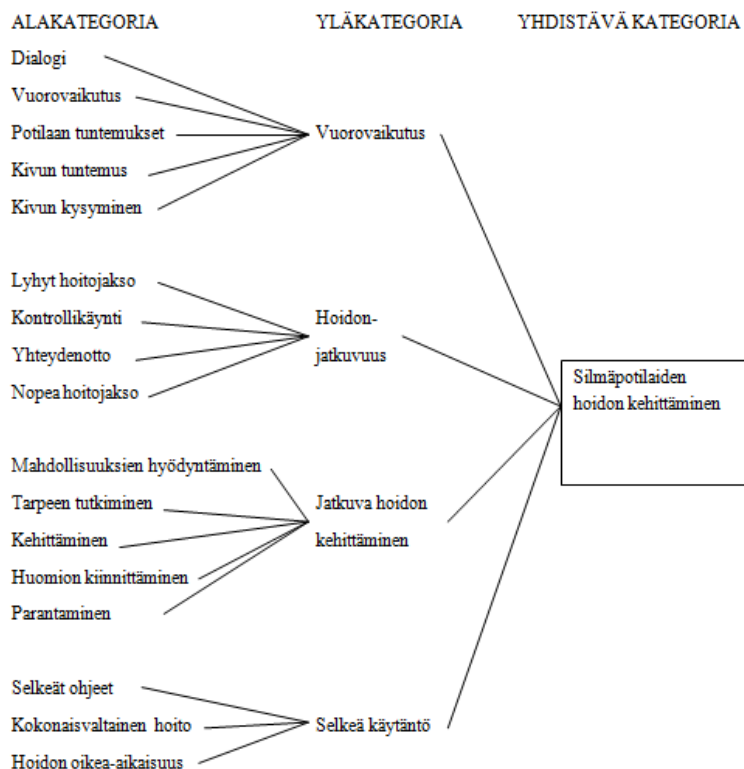 ALAKATEGORIA YLÄKATEGORIA YHDISTÄVÄ KATEGORIA
Dialogi
Vuorovaikutus
Potilaan tuntemukset
Kivun tuntemus
Kivun kysyminen
Vuorovaikutus
Lyhyt hoitojakso
Kontrollikäynti
Yhteydenotto
Nopea hoitojakso
Hoidon-
jatkuvuus
Mahdollisuuksien hyödyntäminen
Tarpeen tutkiminen
Kehittäminen
Huomion kiinnittäminen
Parantaminen
Jatkuva hoidon
kehittäminen
Selkeät ohjeet
Kokonaisvaltainen hoito
Hoidon oikea-aikaisuus
Selkeä käytäntö
Silmäpotilaiden
hoidon kehittäminen